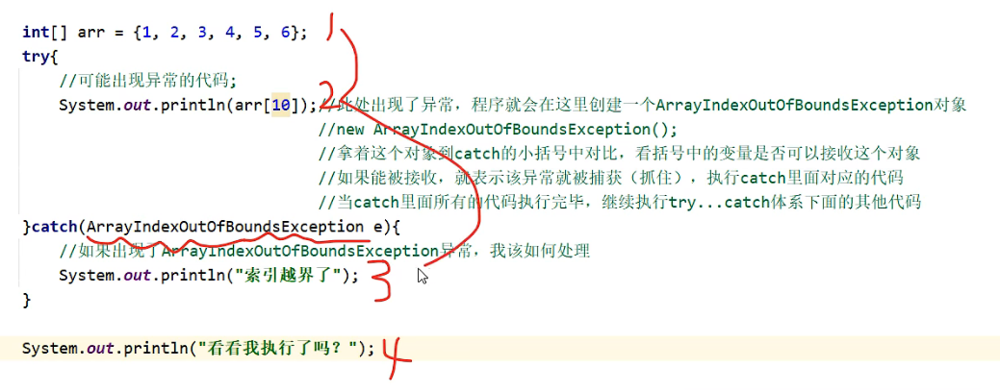 int[] arr = {1, 2, 3, 4, 5, 6}; 1
try{
//可能出现异常的代码;
System.out.println(arr[10]); 2 //此处出现了异常，程序就会在这里创建一个ArrayIndexOutOfBoundsException对象
//new ArrayIndexOutOfBoundsException();
//拿着这个对象到catch的小括号中对比，看括号中的变量是否可以接收这个对象
//如果能被接收，就表示该异常就被捕获（抓住），执行catch里面对应的代码
//当catch里面所有的代码执行完毕，继续执行try...catch体系下面的其他代码
}catch(ArrayIndexOutOfBoundsException e){
//如果出现了ArrayIndexOutOfBoundsException异常，我该如何处理
System.out.println("索引越界了"); 3
}
System.out.println("看看我执行了吗？"); 4